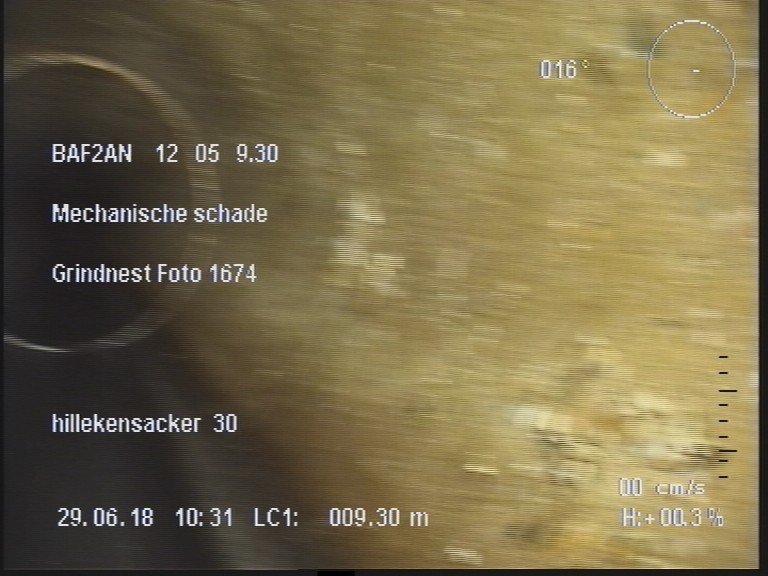 016°
BAF2AN 12 05 9.30
Mechanische schade
Grindnest Foto 1674
hillekensacker 30
00 cm/s
29.06.18 10:31 LC1: 009.30 m H:+00.3%